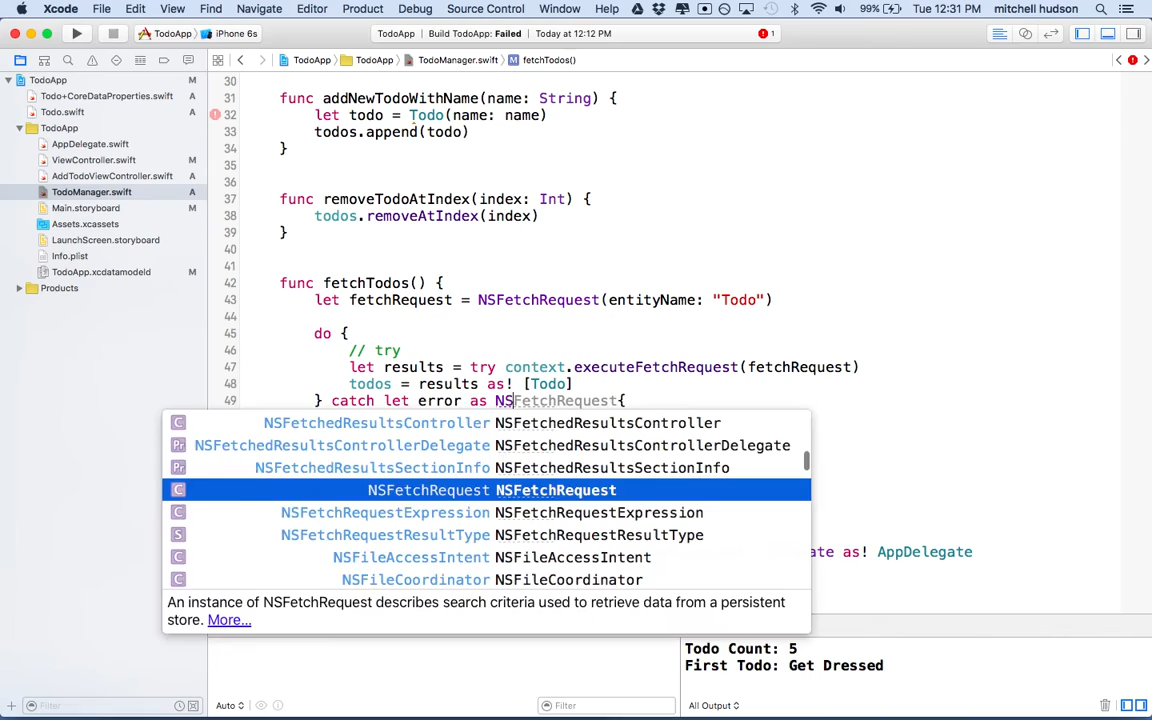 Xcode File Edit View Find Navigate Editor Product Debug Source Control Window Help 99% Tue 12:31 PM mitchell hudson
TodoApp iPhone 6s TodoApp Build TodoApp: Failed Today at 12:12 PM 1
TodoApp TodoApp TodoManager.swift fetchTodos()
TodoApp M
Todo+CoreDataProperties.swift A
Todo.swift A
TodoApp
AppDelegate.swift
ViewController.swift M
AddTodoViewController.swift A
TodoManager.swift A
Main.storyboard M
Assets.xcassets
LaunchScreen.storyboard
Info.plist
TodoApp.xcdatamodeld M
Products
30
31 func addNewTodoWithName(name: String) {
32 let todo = Todo(name: name)
33 todos.append(todo)
34 }
35
36
37 func removeTodoAtIndex(index: Int) {
38 todos.removeAtIndex(index)
39 }
40
41
42 func fetchTodos() {
43 let fetchRequest = NSFetchRequest(entityName: "Todo")
44
45 do {
46 // try
47 let results = try context.executeFetchRequest(fetchRequest)
48 todos = results as! [Todo]
49 } catch let error as NSFetchRequest{
NSFetchedResultsController NSFetchedResultsController
NSFetchedResultsControllerDelegate NSFetchedResultsControllerDelegate
NSFetchedResultsSectionInfo NSFetchedResultsSectionInfo
NSFetchRequest NSFetchRequest
NSFetchRequestExpression NSFetchRequestExpression
NSFetchRequestResultType NSFetchRequestResultType
NSFileAccessIntent NSFileAccessIntent
NSFileCoordinator NSFileCoordinator
ate as! AppDelegate
An instance of NSFetchRequest describes search criteria used to retrieve data from a persistent
store. More...
Todo Count: 5
First Todo: Get Dressed
Filter Auto Filter All Output